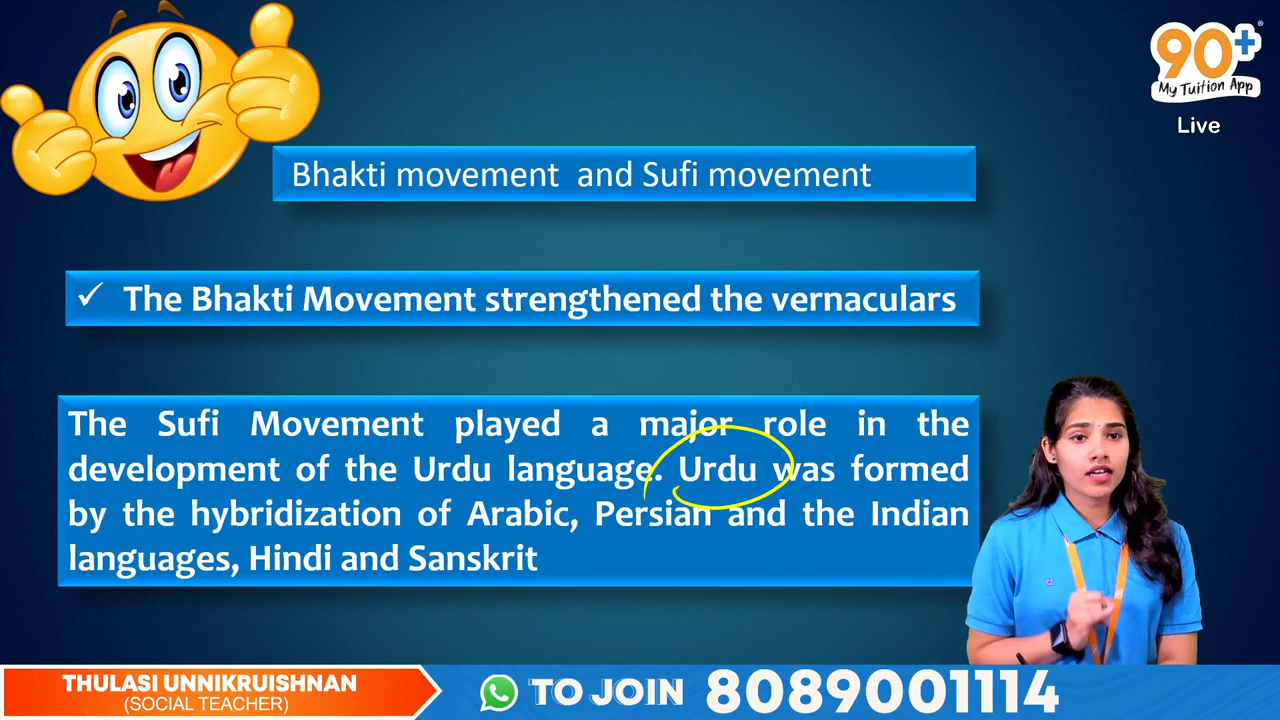 90+
My Tuition App
Live
Bhakti movement and Sufi movement
✓ The Bhakti Movement strengthened the vernaculars
The Sufi Movement played a major role in the
development of the Urdu language. Urdu was formed
by the hybridization of Arabic, Persian and the Indian
languages, Hindi and Sanskrit
THULASI UNNIKRUISHNAN
(SOCIAL TEACHER)
TO JOIN 8089001114